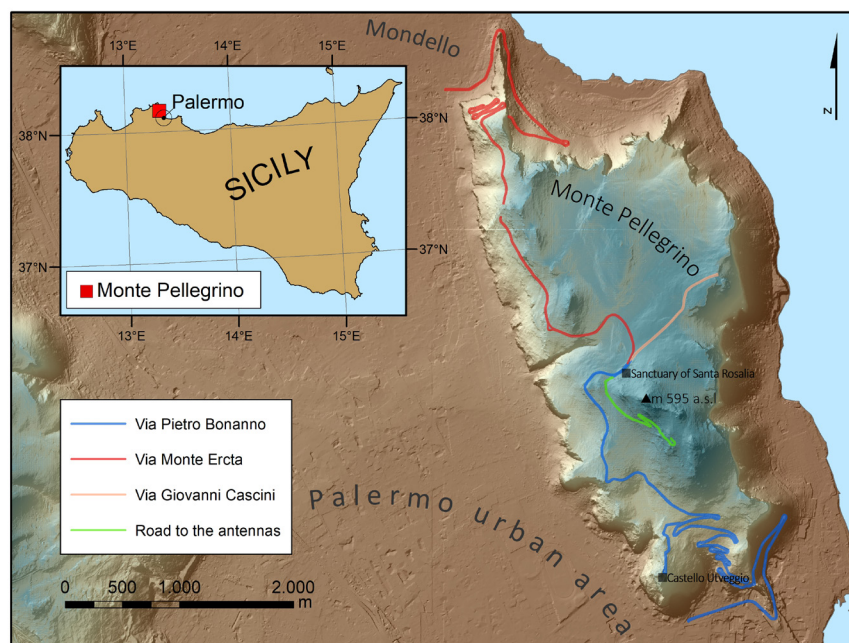 Mondello
13°E
14°E
15°E
Palermo
38°N
38°N
SICILY
37°N
37°N
Monte Pellegrino
13°E
14°E
15°E
N
Monte Pellegrino
Sanctuary of Santa Rosalia
m 595 a.s.l
Via Pietro Bonanno
Via Monte Ercta
Via Giovanni Cascini
Road to the antennas
Palermo urban area
Castello Utveggio
0 500 1.000 2.000
m